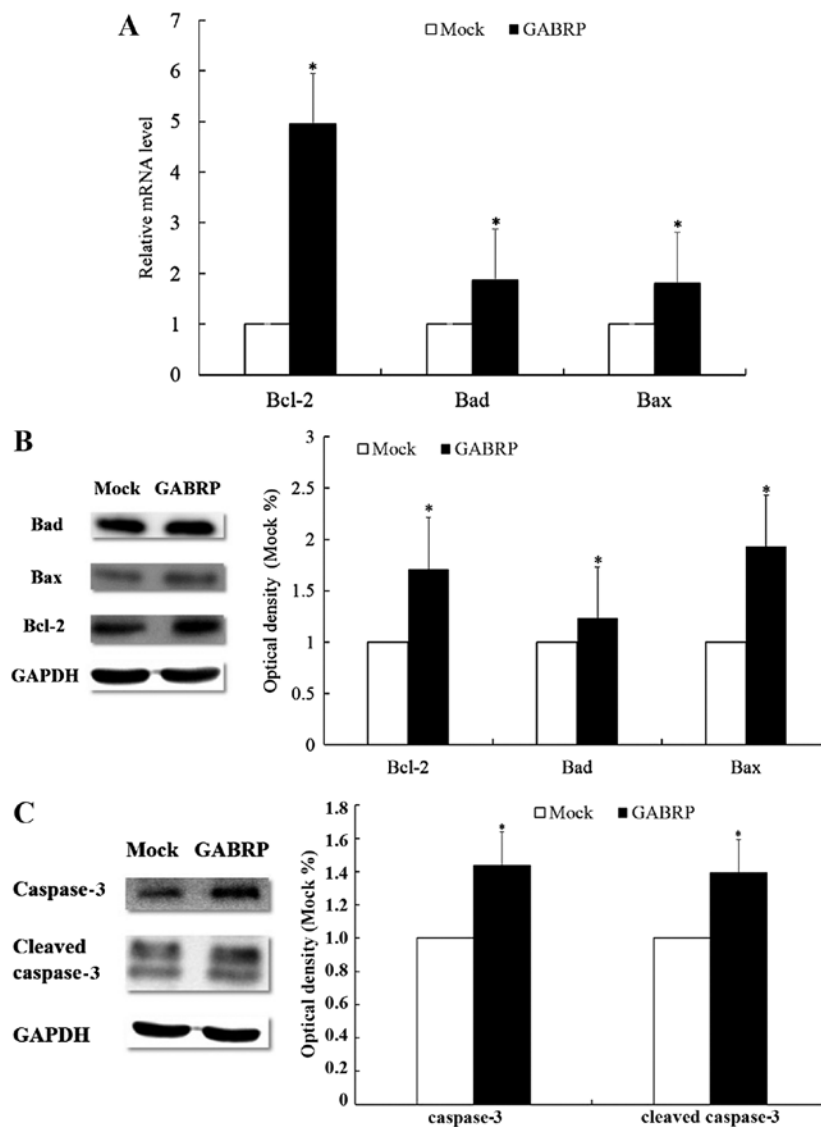 A
Mock GABRP
Relative mRNA level
7
6
5
4
3
2
1
0
*
*
*
Bcl-2 Bad Bax
B
Mock GABRP
Bad
Bax
Bcl-2
GAPDH
Mock GABRP
Optical density (Mock %)
3
2.5
2
1.5
1
0.5
0
*
*
*
Bcl-2 Bad Bax
C
Mock GABRP
Caspase-3
Cleaved
caspase-3
GAPDH
Mock GABRP
Optical density (Mock %)
1.8
1.6
1.4
1.2
1.0
0.8
0.6
0.4
0.2
0
*
*
caspase-3 cleaved caspase-3